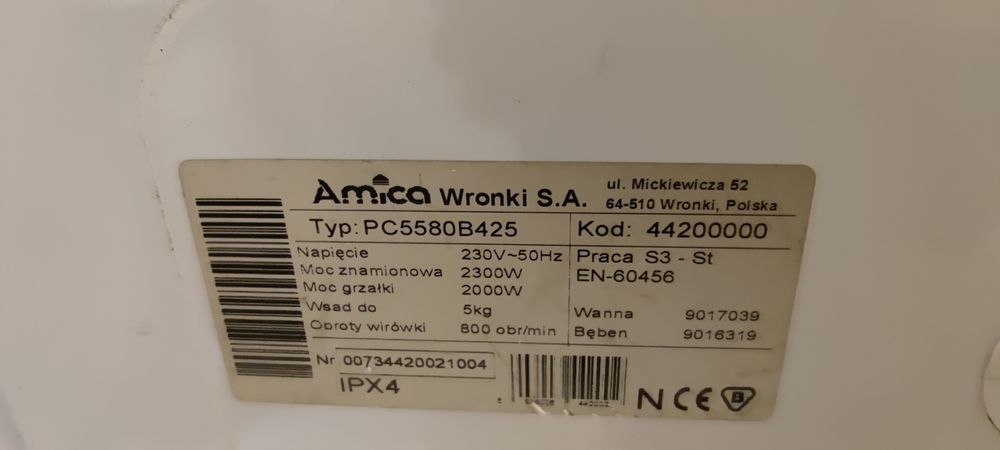 Amica Wronki S.A.
ul. Mickiewicza 52
64-510 Wronki, Polska
Typ: PC5580B425
Kod: 44200000
Napięcie 230V~50Hz
Moc znamionowa 2300W
Moc grzałki 2000W
Wsad do 5kg
Obroty wirówki 800 obr/min
Praca S3 - St
EN-60456
Wanna 9017039
Bęben 9016319
Nr 00734420021004
IPX4
N CE B